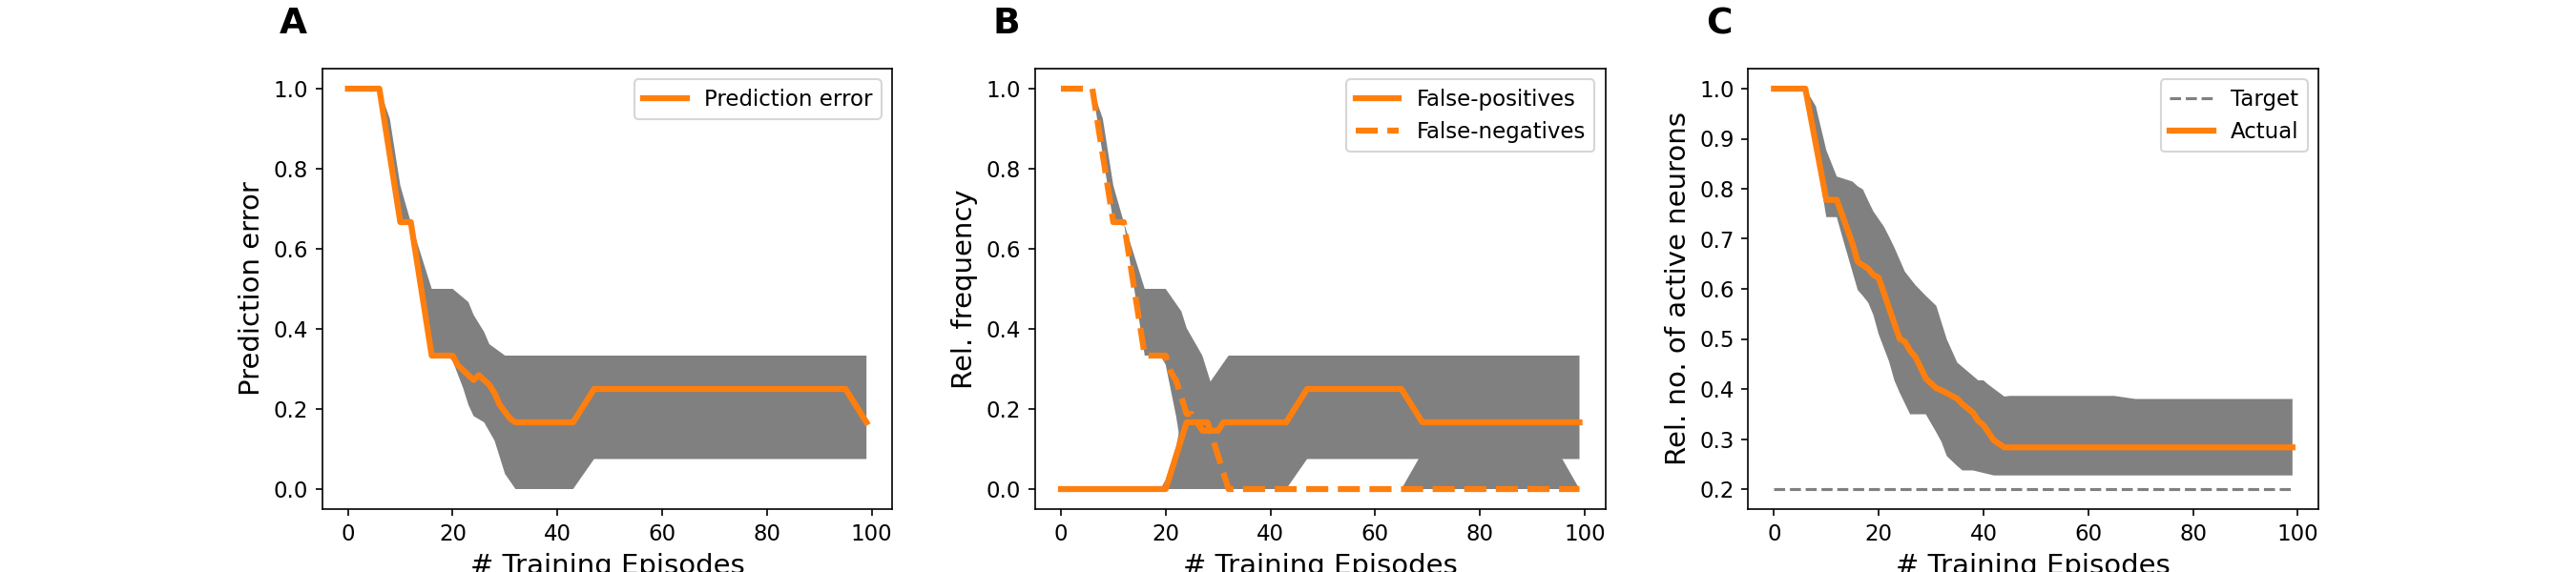 A
Prediction error
1.0
0.8
0.6
0.4
0.2
0.0
Prediction error
0
20
40
60
80
100
# Training Episodes
B
False-positives
False-negatives
1.0
0.8
0.6
0.4
0.2
0.0
Rel. frequency
0
20
40
60
80
100
# Training Episodes
C
Target
Actual
1.0
0.9
0.8
0.7
0.6
0.5
0.4
0.3
0.2
Rel. no. of active neurons
0
20
40
60
80
100
# Training Episodes